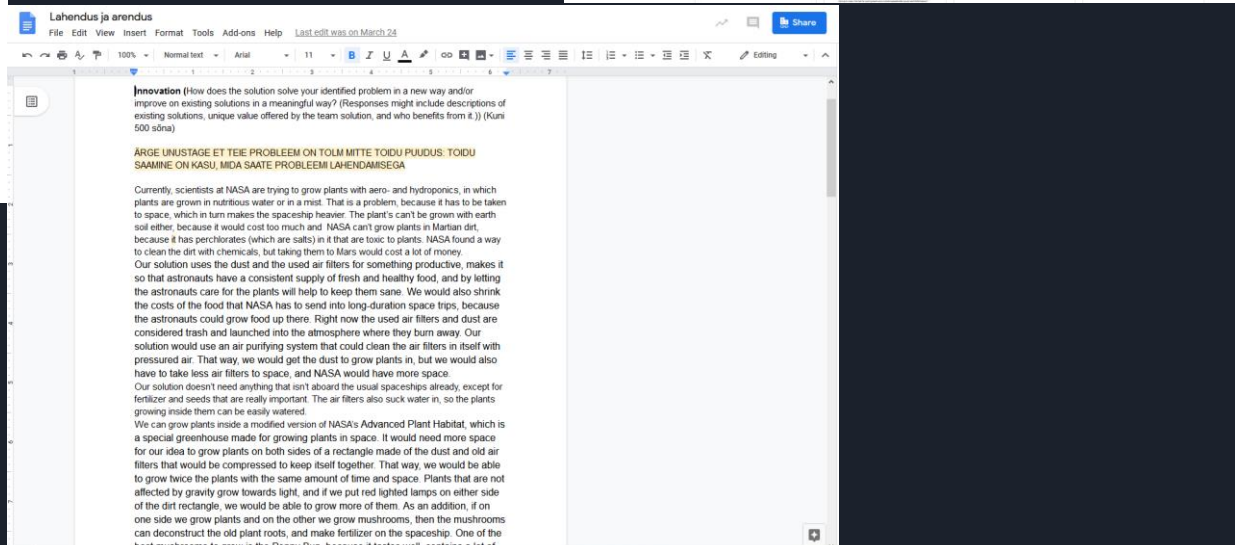 Lahendus ja arendus
File Edit View Insert Format Tools Add-ons Help Last edit was on March 24
Share
100% Normal text Arial 11 B I U A Editing
1 1 2 3 4 5 6 7
Innovation (How does the solution solve your identified problem in a new way and/or
improve on existing solutions in a meaningful way? (Responses might include descriptions of
existing solutions, unique value offered by the team solution, and who benefits from it.)) (Kuni
500 sõna)
ÄRGE UNUSTAGE ET TEIE PROBLEEM ON TOLM MITTE TOIDU PUUDUS: TOIDU
SAAMINE ON KASU, MIDA SAATE PROBLEEMI LAHENDAMISEGA
Currently, scientists at NASA are trying to grow plants with aero- and hydroponics, in which
plants are grown in nutritious water or in a mist. That is a problem, because it has to be taken
to space, which in turn makes the spaceship heavier. The plant's can't be grown with earth
soil either, because it would cost too much and NASA can't grow plants in Martian dirt,
because it has perchlorates (which are salts) in it that are toxic to plants. NASA found a way
to clean the dirt with chemicals, but taking them to Mars would cost a lot of money.
Our solution uses the dust and the used air filters for something productive, makes it
so that astronauts have a consistent supply of fresh and healthy food, and by letting
the astronauts care for the plants will help to keep them sane. We would also shrink
the costs of the food that NASA has to send into long-duration space trips, because
the astronauts could grow food up there. Right now the used air filters and dust are
considered trash and launched into the atmosphere where they burn away. Our
solution would use an air purifying system that could clean the air filters in itself with
pressured air. That way, we would get the dust to grow plants in, but we would also
have to take less air filters to space, and NASA would have more space.
Our solution doesn't need anything that isn't aboard the usual spaceships already, except for
fertilizer and seeds that are really important. The air filters also suck water in, so the plants
growing inside them can be easily watered.
We can grow plants inside a modified version of NASA's Advanced Plant Habitat, which is
a special greenhouse made for growing plants in space. It would need more space
for our idea to grow plants on both sides of a rectangle made of the dust and old air
filters that would be compressed to keep itself together. That way, we would be able
to grow twice the plants with the same amount of time and space. Plants that are not
affected by gravity grow towards light, and if we put red lighted lamps on either side
of the dirt rectangle, we would be able to grow more of them. As an addition, if on
one side we grow plants and on the other we grow mushrooms, then the mushrooms
can deconstruct the old plant roots, and make fertilizer on the spaceship. One of the